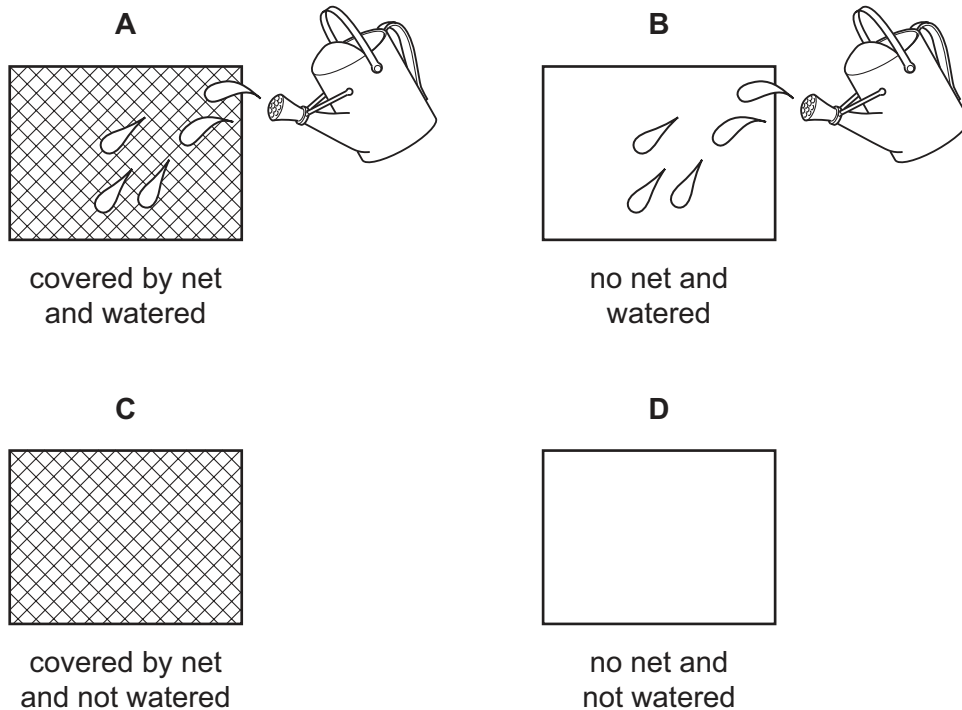 A
B
covered by net
and watered
no net and
watered
C
D
covered by net
and not watered
no net and
not watered